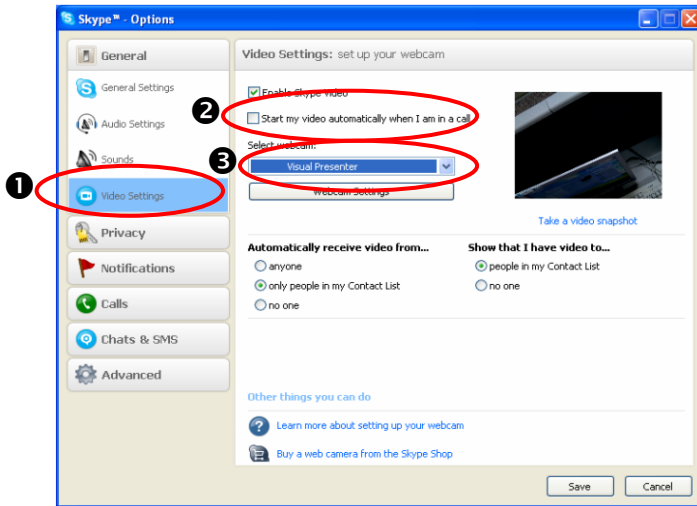 Skype™ - Options
General
General Settings
Audio Settings
Sounds
Video Settings
Privacy
Notifications
Calls
Chats & SMS
Advanced
Video Settings: set up your webcam
Enable Skype Video
❷
Start my video automatically when I am in a call
Select webcam:
❸
Visual Presenter
Webcam Settings
❶
Take a video snapshot
Automatically receive video from...
anyone
only people in my Contact List
no one
Show that I have video to...
people in my Contact List
no one
Other things you can do
Learn more about setting up your webcam
Buy a web camera from the Skype Shop
Save
Cancel